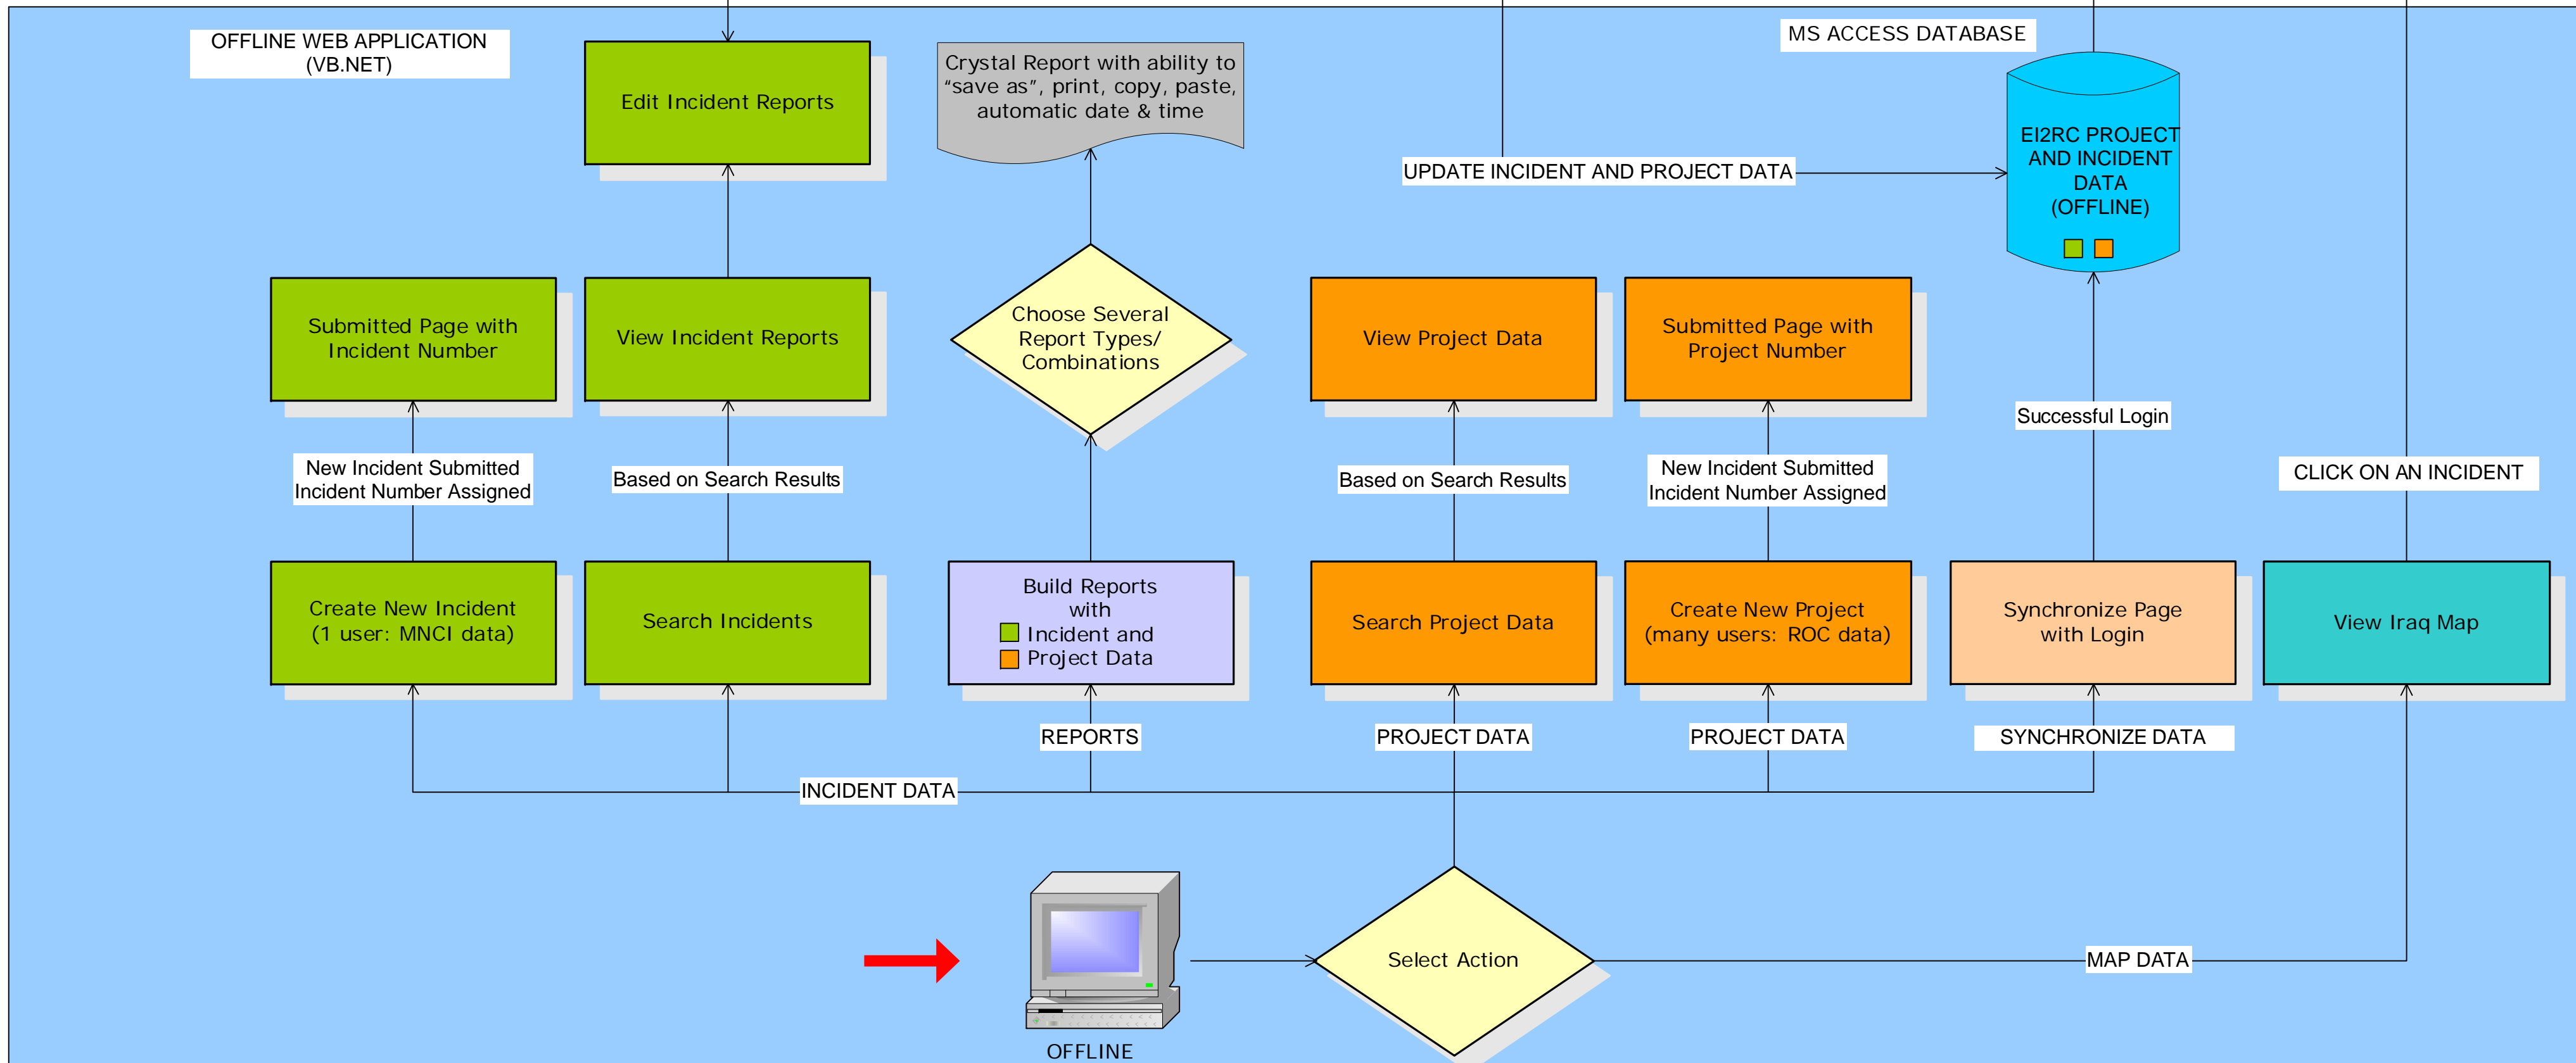 OFFLINE WEB APPLICATION
(VB.NET)
Edit Incident Reports
Crystal Report with ability to
“save as”, print, copy, paste,
automatic date & time
MS ACCESS DATABASE
UPDATE INCIDENT AND PROJECT DATA
EI2RC PROJECT
AND INCIDENT
DATA
(OFFLINE)
Submitted Page with
Incident Number
View Incident Reports
Choose Several
Report Types/
Combinations
View Project Data
Submitted Page with
Project Number
Successful Login
New Incident Submitted
Incident Number Assigned
Based on Search Results
Based on Search Results
New Incident Submitted
Incident Number Assigned
CLICK ON AN INCIDENT
Create New Incident
(1 user: MNCI data)
Search Incidents
Build Reports
with
Incident and
Project Data
Search Project Data
Create New Project
(many users: ROC data)
Synchronize Page
with Login
View Iraq Map
REPORTS
PROJECT DATA
PROJECT DATA
SYNCHRONIZE DATA
INCIDENT DATA
Select Action
MAP DATA
OFFLINE